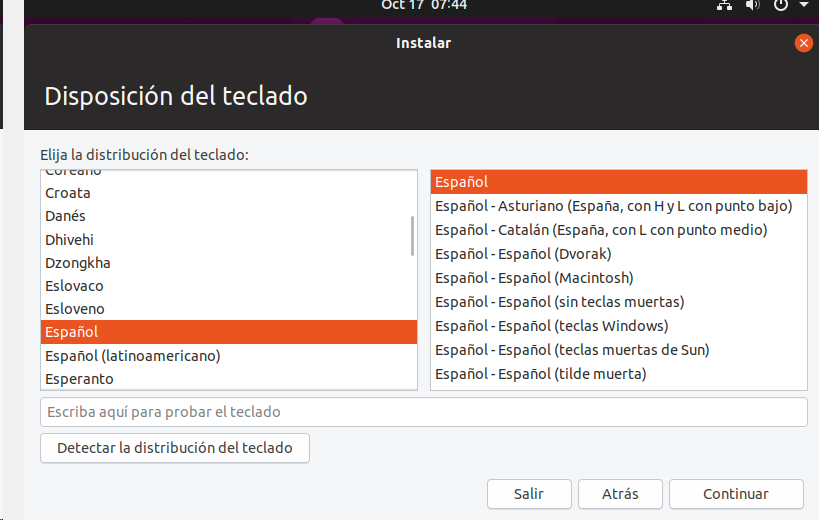 Oct 17 07:44
Instalar
Disposición del teclado
Elija la distribución del teclado:
Coreano
Croata
Danés
Dhivehi
Dzongkha
Eslovaco
Esloveno
Español
Español (latinoamericano)
Esperanto
Español
Español - Asturiano (España, con H y L con punto bajo)
Español - Catalán (España, con L con punto medio)
Español - Español (Dvorak)
Español - Español (Macintosh)
Español - Español (sin teclas muertas)
Español - Español (teclas Windows)
Español - Español (teclas muertas de Sun)
Español - Español (tilde muerta)
Escriba aquí para probar el teclado
Detectar la distribución del teclado
Salir
Atrás
Continuar